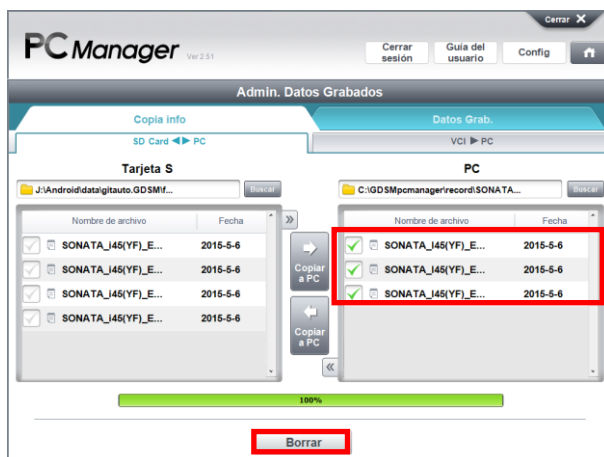 Cerrar X
PC Manager Ver 2.51
Cerrar sesión
Guía del usuario
Config
Admin. Datos Grabados
Copia info
Datos Grab.
SD Card ◀▶ PC
VCI ▶ PC
Tarjeta S
PC
J:\Android\data\gitauto.GDSM\f...
Buscar
C:\GDSMpcmanager\record\SONATA...
Buscar
Nombre de archivo Fecha
SONATA_i45(YF)_E... 2015-5-6
SONATA_i45(YF)_E... 2015-5-6
SONATA_i45(YF)_E... 2015-5-6
SONATA_i45(YF)_E... 2015-5-6
»
Copiar
a PC
Copiar
a PC
«
Nombre de archivo Fecha
SONATA_i45(YF)_E... 2015-5-6
SONATA_i45(YF)_E... 2015-5-6
SONATA_i45(YF)_E... 2015-5-6
100%
Borrar